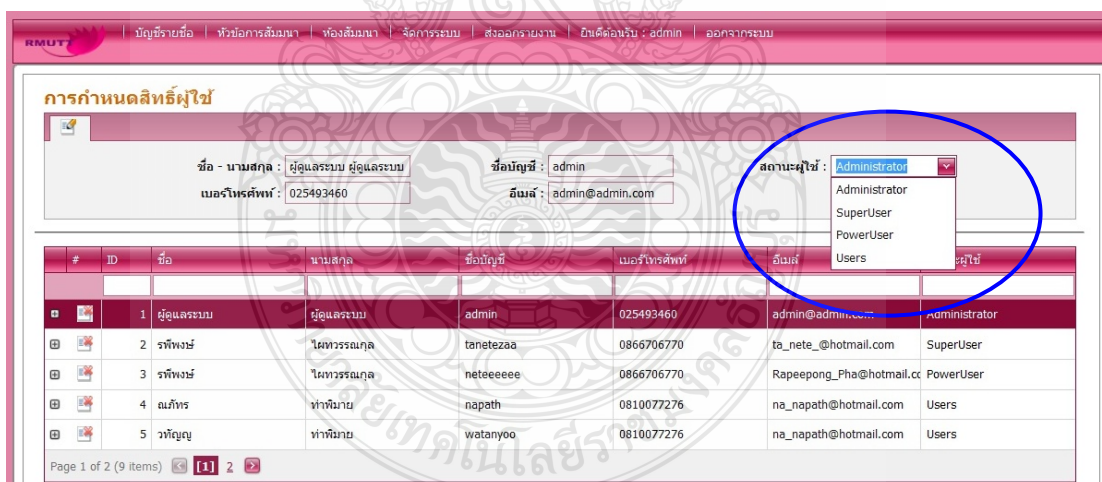 RMUTT บัญชีรายชื่อ | หัวข้อการสัมมนา | ห้องสัมมนา | จัดการระบบ | ส่งออกรายงาน | ยินดีต้อนรับ : admin | ออกจากระบบ
การกำหนดสิทธิ์ผู้ใช้
ชื่อ - นามสกุล : ผู้ดูแลระบบ ผู้ดูแลระบบ ชื่อบัญชี : admin สถานะผู้ใช้ : Administrator
เบอร์โทรศัพท์ : 025493460 อีเมล์ : admin@admin.com
Administrator
SuperUser
PowerUser
Users
# ID ชื่อ นามสกุล ชื่อบัญชี เบอร์โทรศัพท์ อีเมล์ ะผู้ใช้
1 ผู้ดูแลระบบ ผู้ดูแลระบบ admin 025493460 admin@admin.com Administrator
2 รพีพงษ์ ไผทวรรณกุล tanetezaa 0866706770 ta_nete_@hotmail.com SuperUser
3 รพีพงษ์ ไผทวรรณกุล neteeeeee 0866706770 Rapeepong_Pha@hotmail.cc PowerUser
4 ณภัทร ท่าพิมาย napath 0810077276 na_napath@hotmail.com Users
5 วทัญญู ท่าพิมาย watanyoo 0810077276 na_napath@hotmail.com Users
Page 1 of 2 (9 items) [1] 2